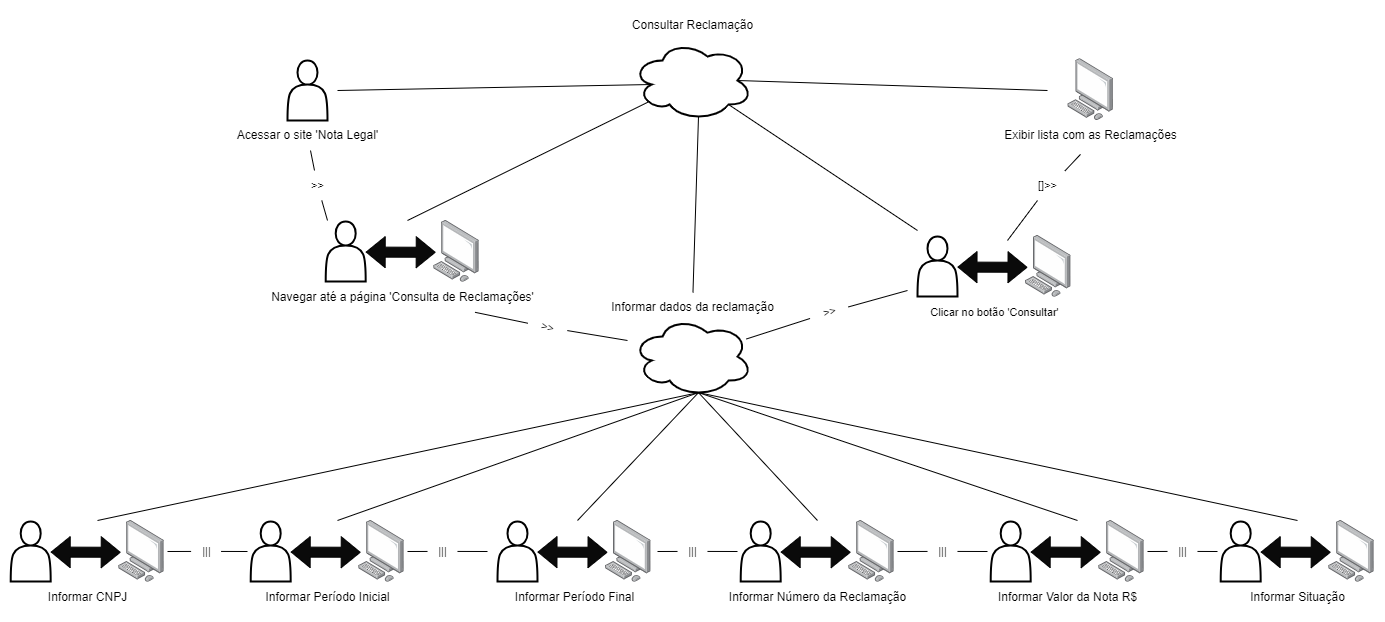 Consultar Reclamação
Acessar o site 'Nota Legal'
Exibir lista com as Reclamações
>>
[]>>
Navegar até a página 'Consulta de Reclamações'
Informar dados da reclamação
Clicar no botão 'Consultar'
>>
>>
|||
|||
|||
|||
|||
Informar CNPJ
Informar Período Inicial
Informar Período Final
Informar Número da Reclamação
Informar Valor da Nota R$
Informar Situação